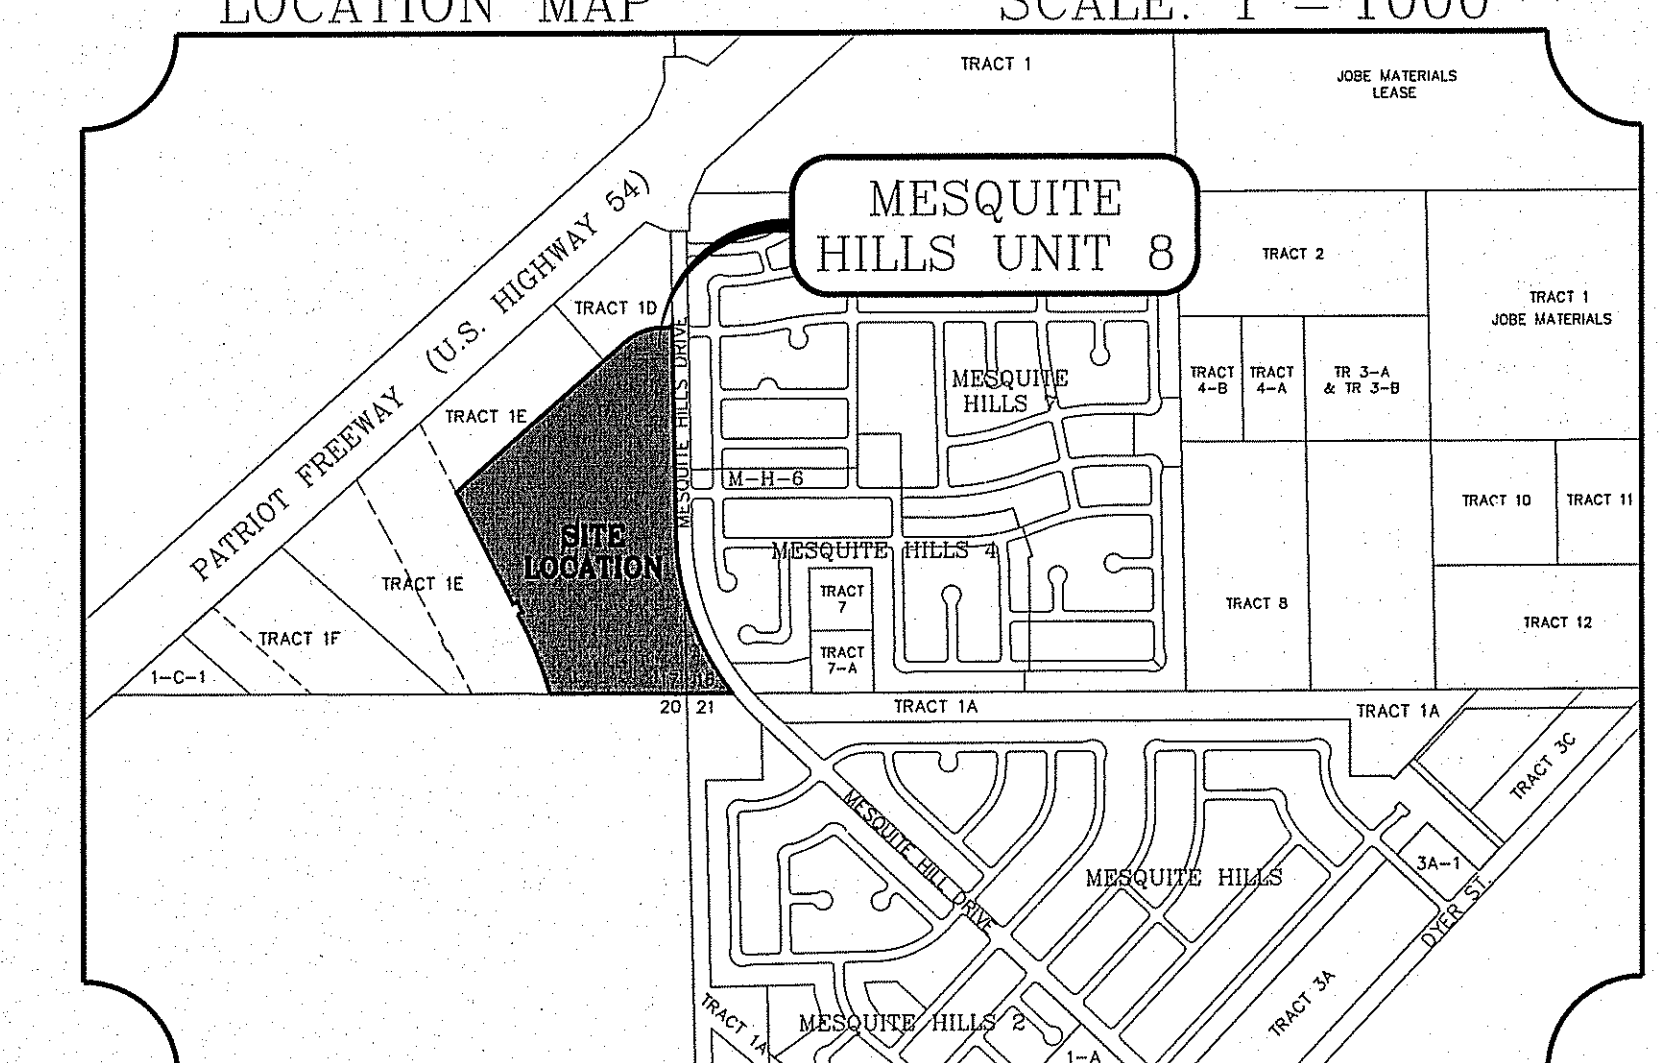 LOCATION MAP
SCALE: 1"=1000'
TRACT 1
JOBE MATERIALS
LEASE
MESQUITE
HILLS UNIT 8
PATRIOT FREEWAY (U.S. HIGHWAY 54)
TRACT 2
TRACT 1D
TRACT 1
JOBE MATERIALS
MESQUITE HILLS DRIVE
MESQUITE
HILLS
TRACT
4-B
TRACT
4-A
TR 3-A
& TR 3-B
TRACT 1E
M-H-6
TRACT 10
TRACT 11
SITE
LOCATION
MESQUITE HILLS 4
TRACT 1E
TRACT
7
TRACT 8
TRACT 12
TRACT 1F
TRACT
7-A
1-C-1
20
21
TRACT 1A
TRACT 1A
TRACT 3C
MESQUITE HILL DRIVE
MESQUITE HILLS
3A-1
DYER ST.
TRACT 3A
TRACT 1A
MESQUITE HILLS 2
1-A